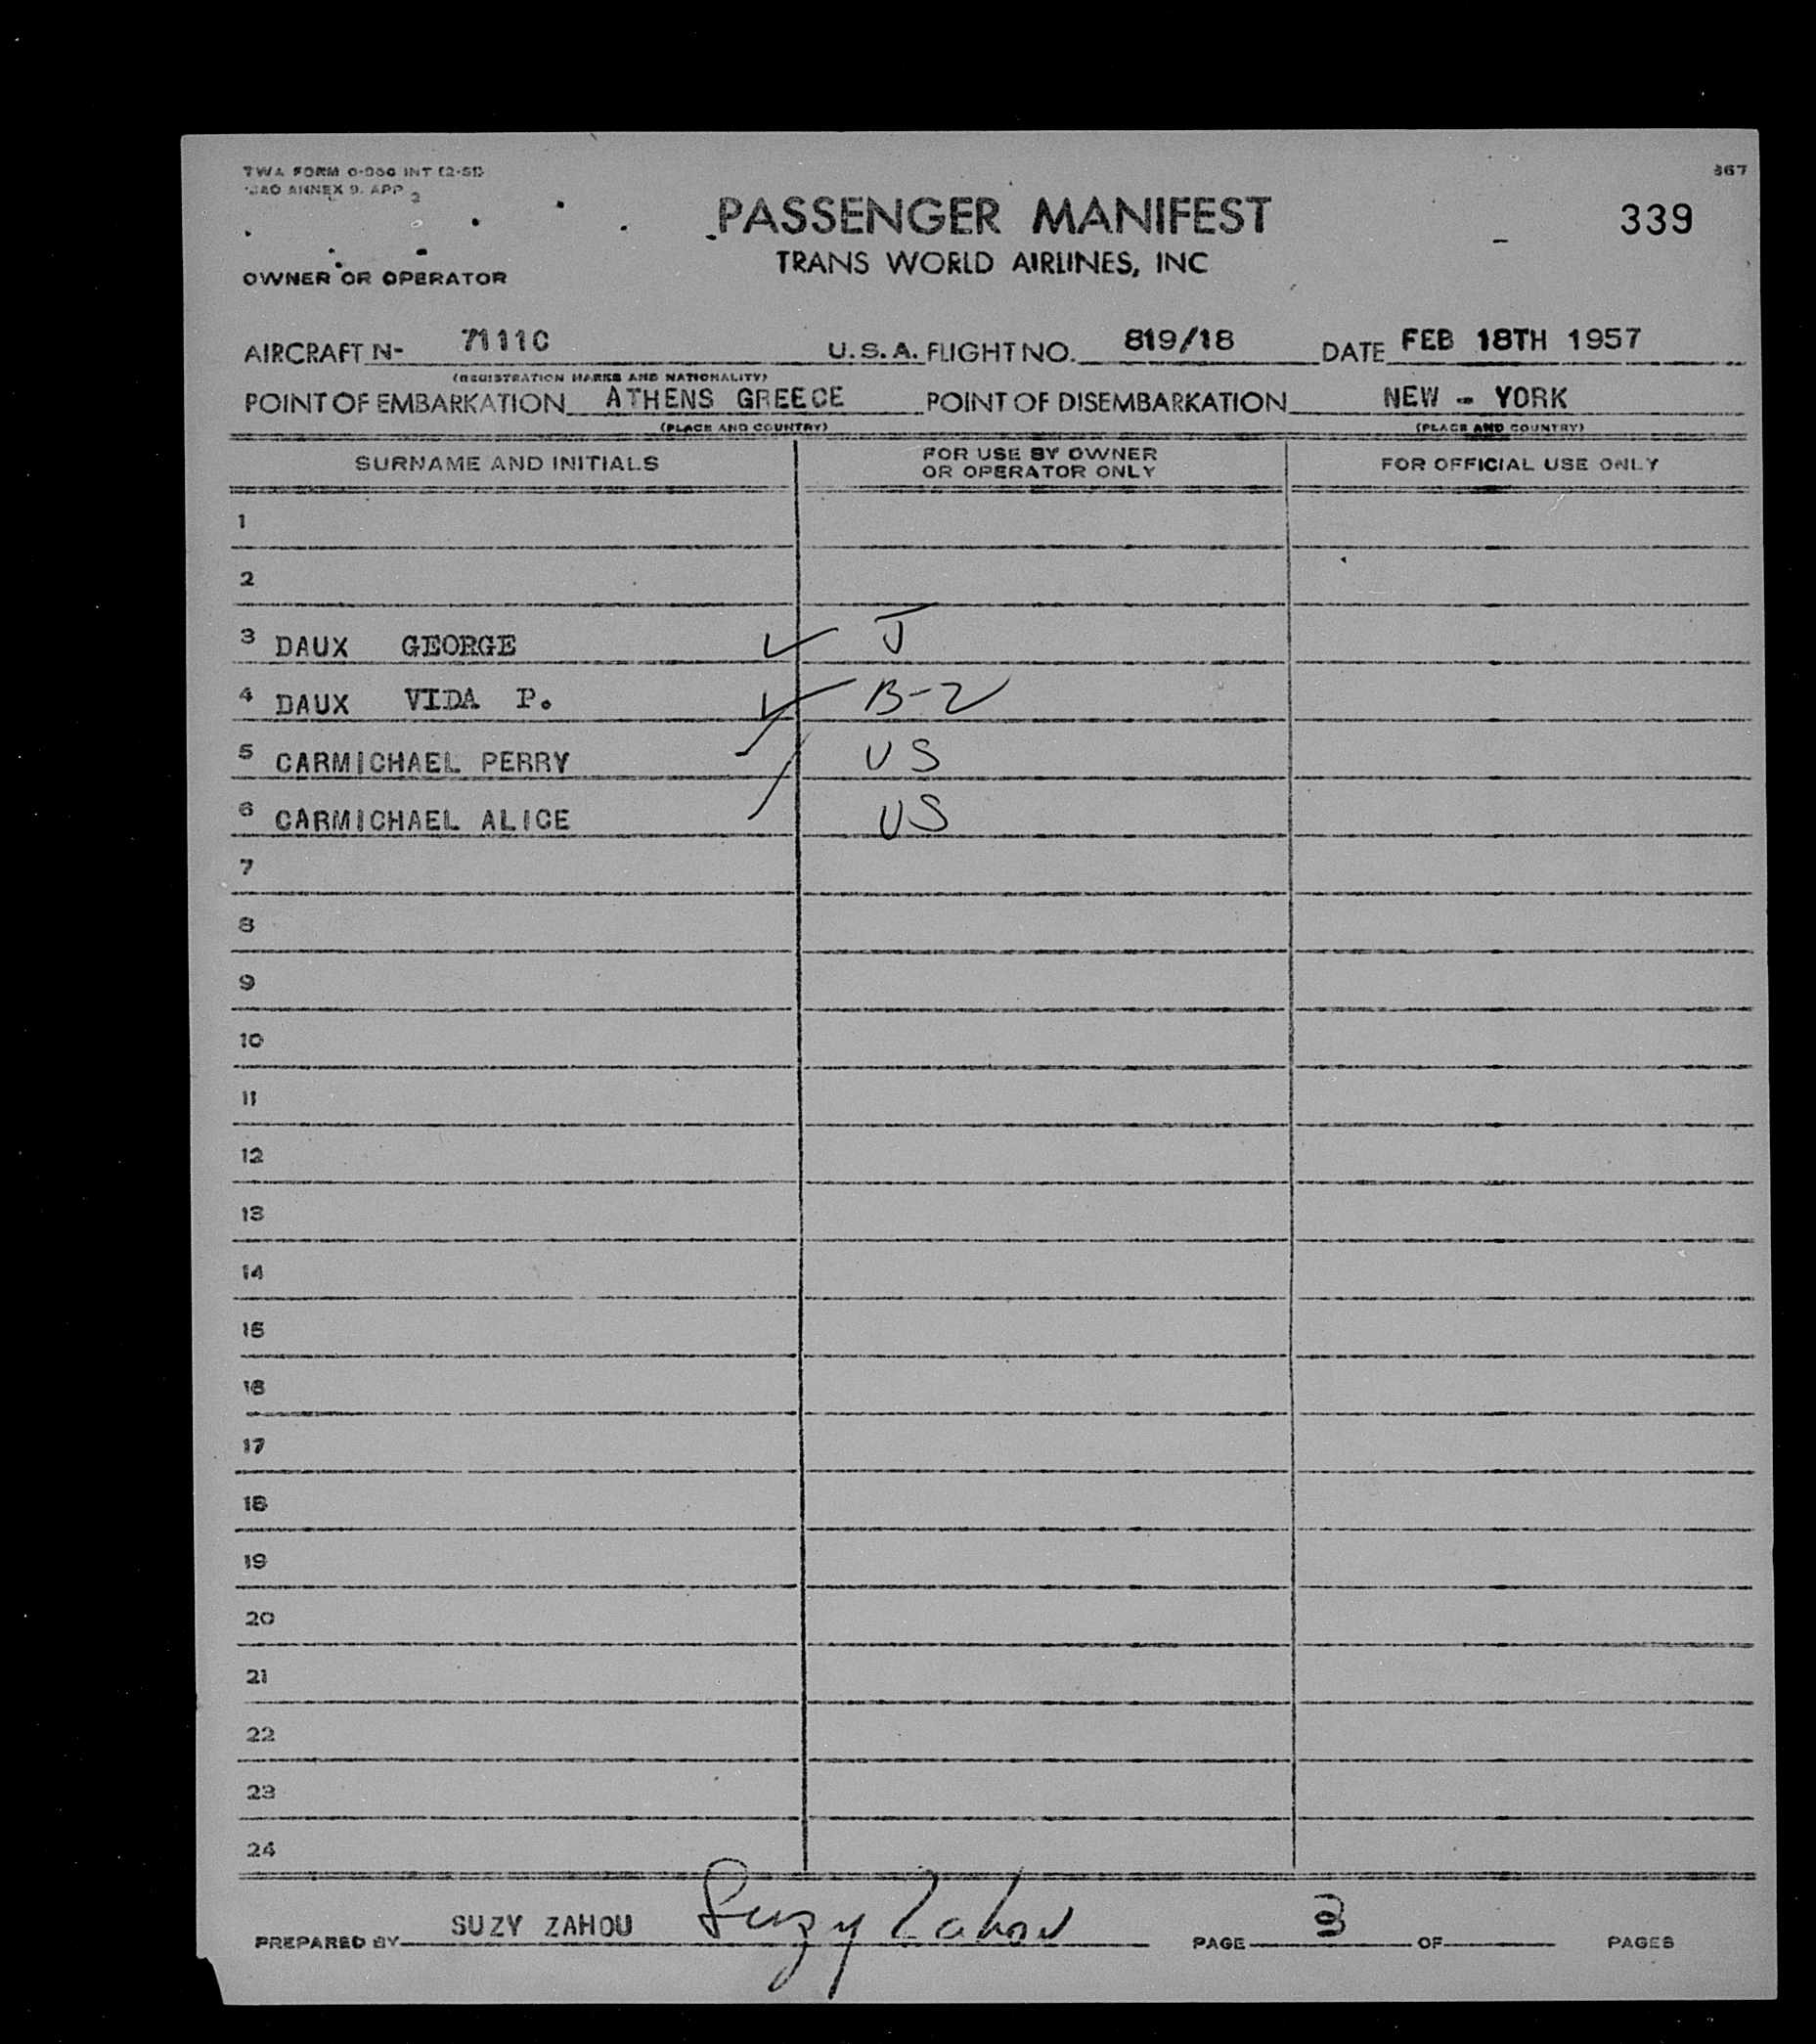 TWA FORM 0-

ANNEX 9. APP 2
367
PASSENGER MANIFEST
339
TRANS WORLD AIRLINES, INC
OWNER OR OPERATOR
AIRCRAFT N- 7111C U.S.A. FLIGHT NO. 819/18 DATE FEB 18TH 1957
(REGISTRATION MARKS AND NATIONALITY)
POINT OF EMBARKATION ATHENS GREECE POINT OF DISEMBARKATION NEW - YORK
(PLACE AND COUNTRY) (PLACE AND COUNTRY)
SURNAME AND INITIALS FOR USE BY OWNER OR OPERATOR ONLY FOR OFFICIAL USE ONLY
1
2
3 DAUX GEORGE J
4 DAUX VIDA P. B-2
5 CARMICHAEL PERRY US
6 CARMICHAEL ALICE US
7
8
9
10
11
12
13
14
15
16
17
18
19
20
21
22
23
24
PREPARED BY SUZY ZAHOU Suzy Zahou PAGE 3 OF PAGES